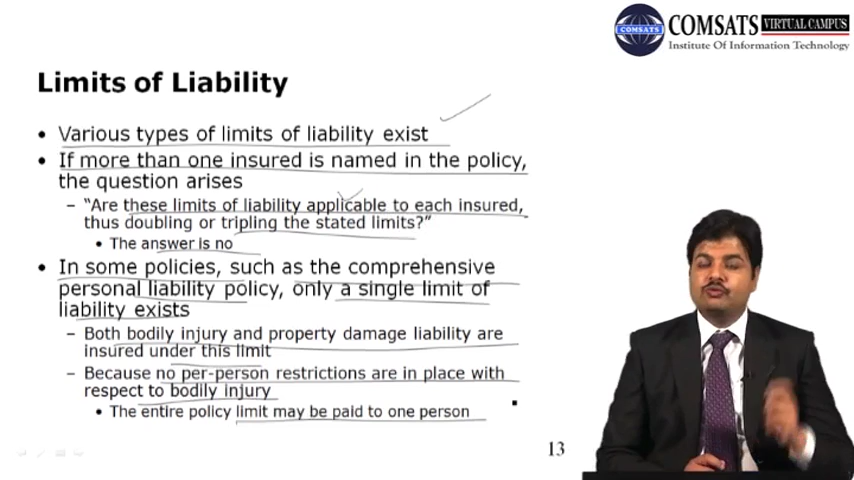 COMSATS
COMSATS VIRTUAL CAMPUS
Institute Of Information Technology
Limits of Liability
• Various types of limits of liability exist
• If more than one insured is named in the policy,
the question arises
– “Are these limits of liability applicable to each insured,
thus doubling or tripling the stated limits?”
• The answer is no
• In some policies, such as the comprehensive
personal liability policy, only a single limit of
liability exists
– Both bodily injury and property damage liability are
insured under this limit
– Because no per-person restrictions are in place with
respect to bodily injury
• The entire policy limit may be paid to one person
13